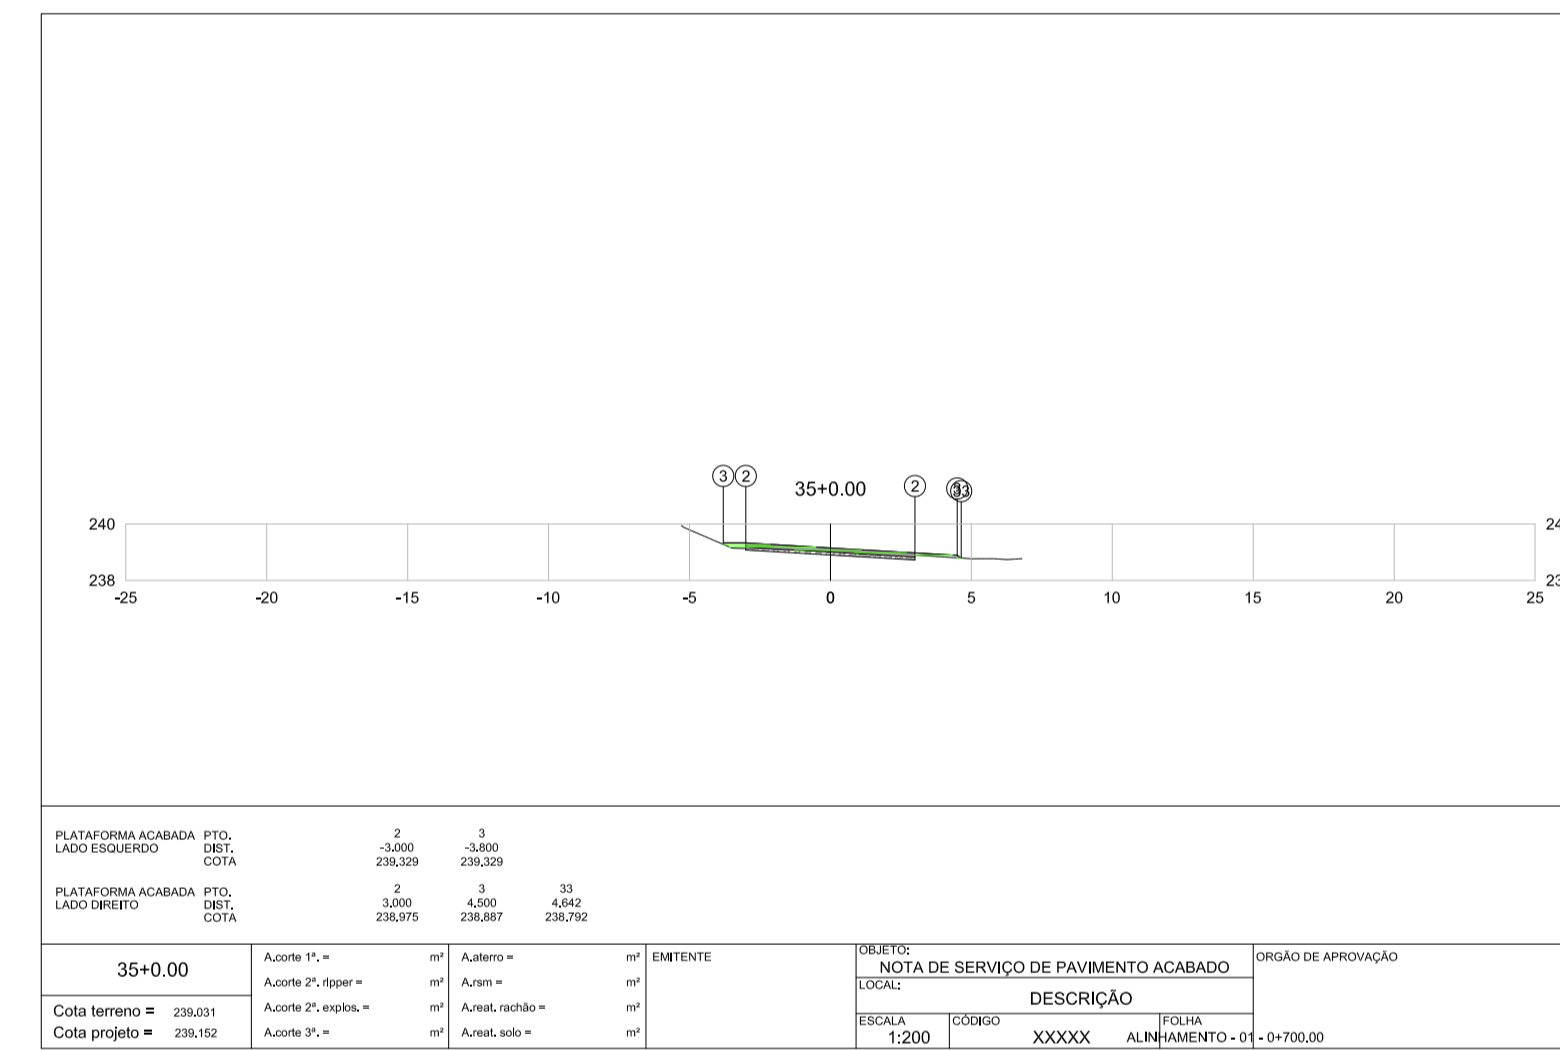 3 2 35+0.00 2 3 33
240 24
238 23
-25 -20 -15 -10 -5 0 5 10 15 20 25
PLATAFORMA ACABADA PTO. 2 3
LADO ESQUERDO DIST. -3.000 -3.800
COTA 239.329 239.329
PLATAFORMA ACABADA PTO. 2 3 33
LADO DIREITO DIST. 3.000 4.500 4.642
COTA 238.975 238.887 238.792
35+0.00
Cota terreno = 239.031
Cota projeto = 239.152
A.corte 1ª. = m²
A.corte 2ª. ripper = m²
A.corte 2ª. explos. = m²
A.corte 3ª. = m²
A.aterro = m²
A.rsm = m²
A.reat. rachão = m²
A.reat. solo = m²
EMITENTE
OBJETO:
NOTA DE SERVIÇO DE PAVIMENTO ACABADO
LOCAL:
DESCRIÇÃO
ESCALA
1:200
CÓDIGO
XXXXX
FOLHA
ALINHAMENTO - 01 - 0+700.00
ORGÃO DE APROVAÇÃO